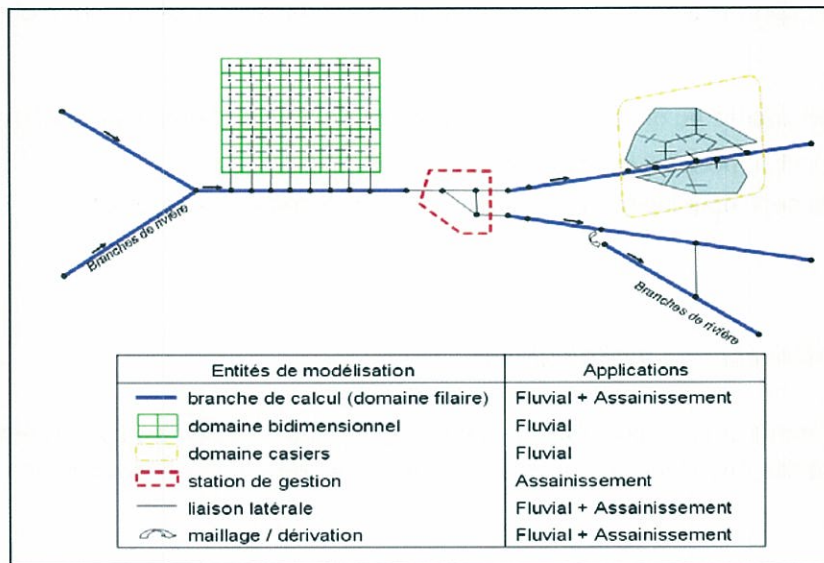 Branches de rivière
Branches de rivière
Entités de modélisation Applications
branche de calcul (domaine filaire) Fluvial + Assainissement
domaine bidimensionnel Fluvial
domaine casiers Fluvial
station de gestion Assainissement
liaison latérale Fluvial + Assainissement
maillage / dérivation Fluvial + Assainissement